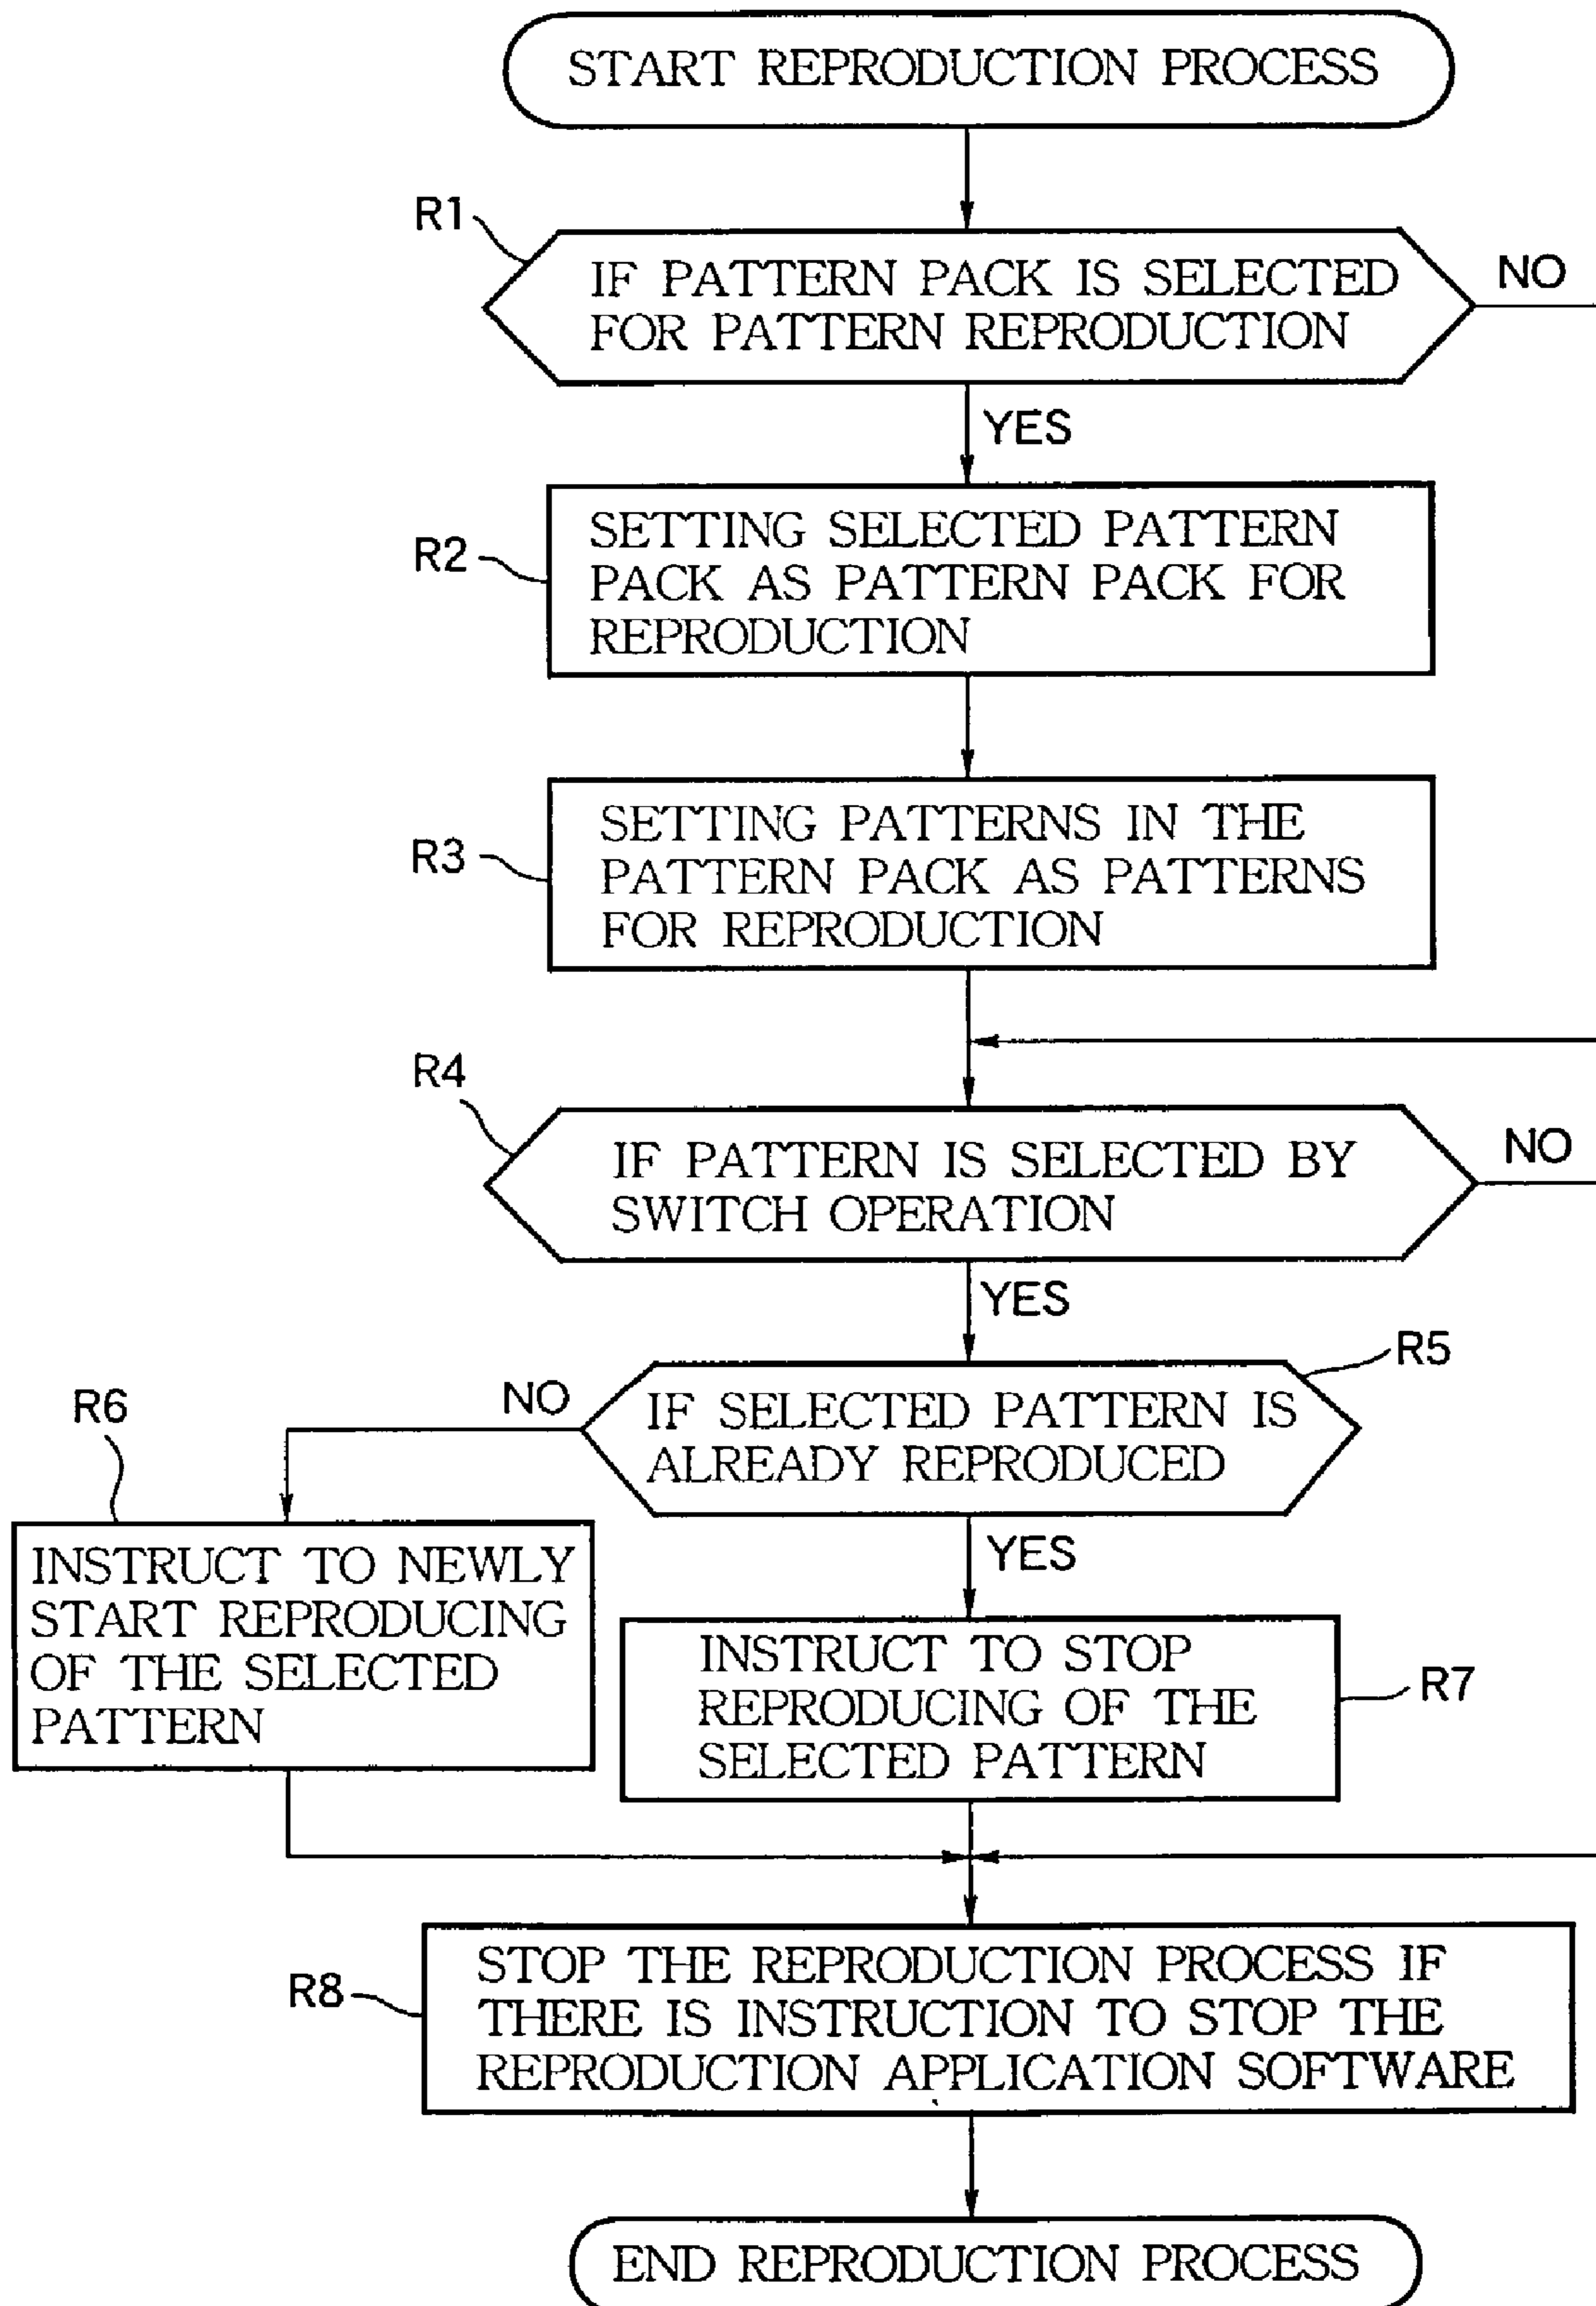 START REPRODUCTION PROCESS
R1
IF PATTERN PACK IS SELECTED
FOR PATTERN REPRODUCTION
NO
YES
R2
SETTING SELECTED PATTERN
PACK AS PATTERN PACK FOR
REPRODUCTION
R3
SETTING PATTERNS IN THE
PATTERN PACK AS PATTERNS
FOR REPRODUCTION
R4
IF PATTERN IS SELECTED BY
SWITCH OPERATION
NO
YES
R5
IF SELECTED PATTERN IS
ALREADY REPRODUCED
NO
YES
R6
INSTRUCT TO NEWLY
START REPRODUCING
OF THE SELECTED
PATTERN
INSTRUCT TO STOP
REPRODUCING OF THE
SELECTED PATTERN
R7
R8
STOP THE REPRODUCTION PROCESS IF
THERE IS INSTRUCTION TO STOP THE
REPRODUCTION APPLICATION SOFTWARE
END REPRODUCTION PROCESS